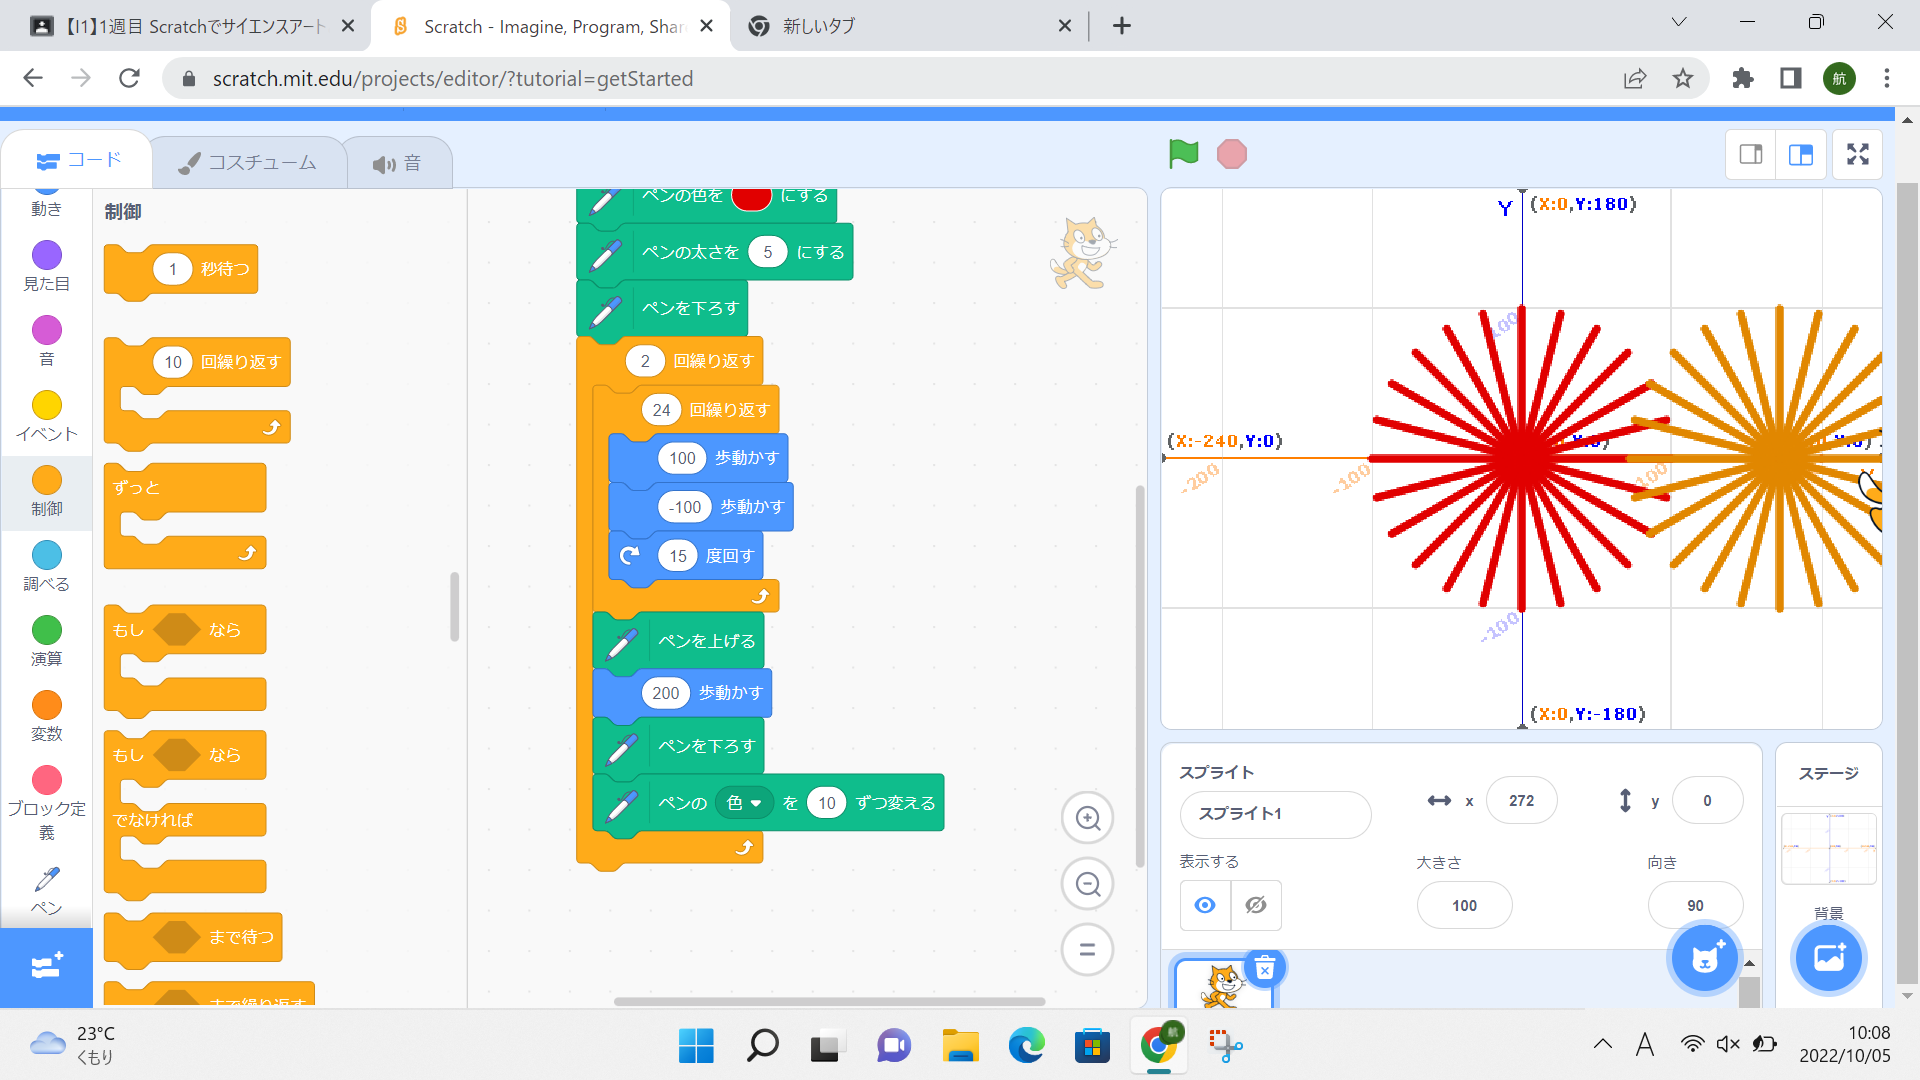 【I1】1週目 Scratchでサイエンスアート
Scratch - Imagine, Program, Shar
新しいタブ
scratch.mit.edu/projects/editor/?tutorial=getStarted
航
コード
コスチューム
音
動き
見た目
音
イベント
制御
調べる
演算
変数
ブロック定
義
ペン
制御
1 秒待つ
10 回繰り返す
ずっと
もし なら
もし なら
でなければ
まで待つ
まで繰り返す
ペンの色を にする
ペンの太さを 5 にする
ペンを下ろす
2 回繰り返す
24 回繰り返す
100 歩動かす
-100 歩動かす
15 度回す
ペンを上げる
200 歩動かす
ペンを下ろす
ペンの 色 を 10 ずつ変える
Y (X:0,Y:180)
100
(X:-240,Y:0)
-200
-100
100
-100
(X:0,Y:-180)
スプライト
スプライト1
x 272
y 0
表示する
大きさ
100
向き
90
ステージ
背景
23°C
くもり
航
A
10:08
2022/10/05